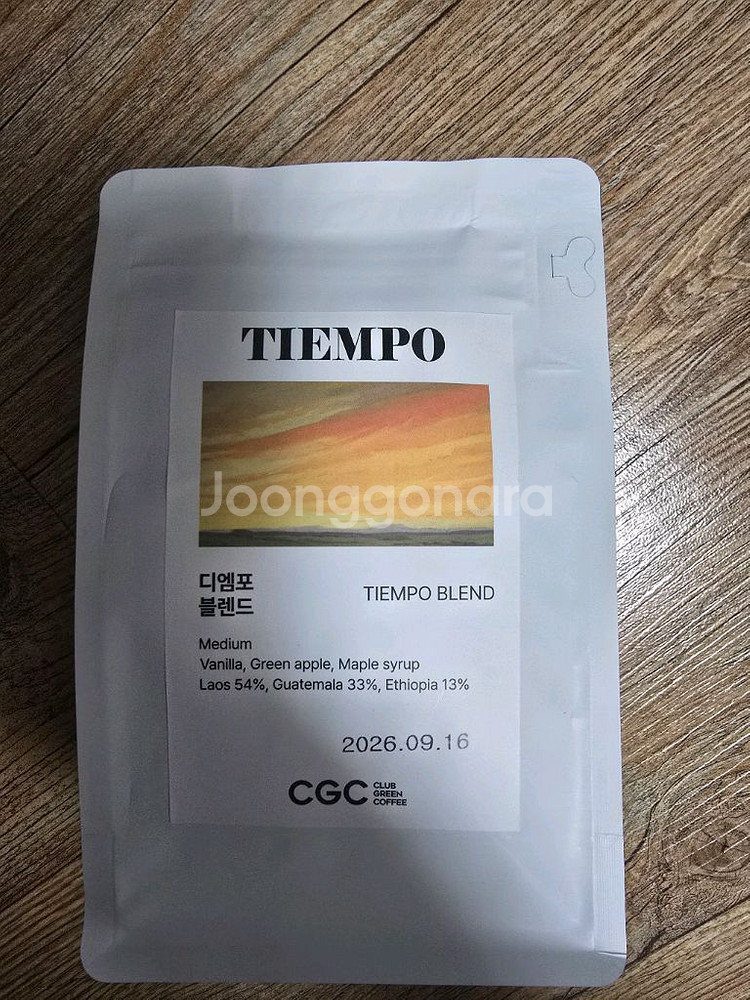 TIEMPO
Joonggonara
디엠포
블렌드
TIEMPO BLEND
Medium
Vanilla, Green apple, Maple syrup
Laos 54%, Guatemala 33%, Ethiopia 13%
2026.09.16
CGC CLUB
GREEN
COFFEE